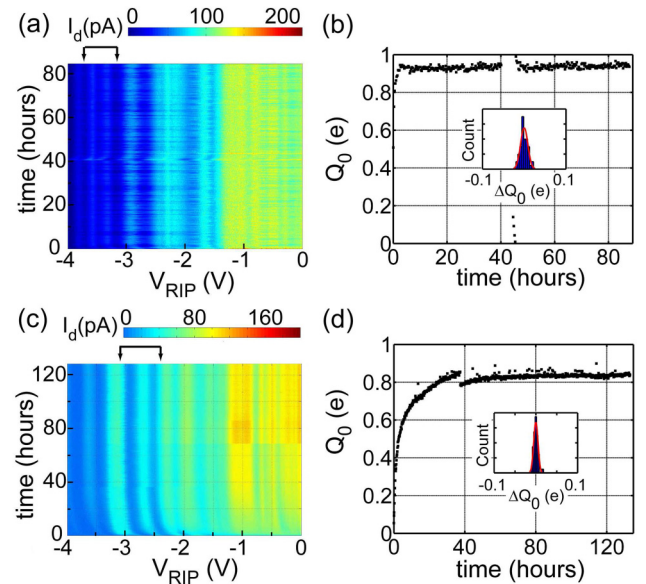 (a)
0 100 200
I_d(pA)
80
60
40
20
0
time (hours)
-4 -3 -2 -1 0
V_RIP (V)
(b)
1
0.8
0.6
0.4
0.2
0
Q_0 (e)
Count
-0.1 0.1
ΔQ_0 (e)
0 20 40 60 80
time (hours)
(c)
I_d(pA) 0 80 160
120
80
40
0
time (hours)
-4 -3 -2 -1 0
V_RIP (V)
(d)
1
0.8
0.6
0.4
0.2
0
Q_0 (e)
Count
-0.1 0.1
ΔQ_0 (e)
0 40 80 120
time (hours)